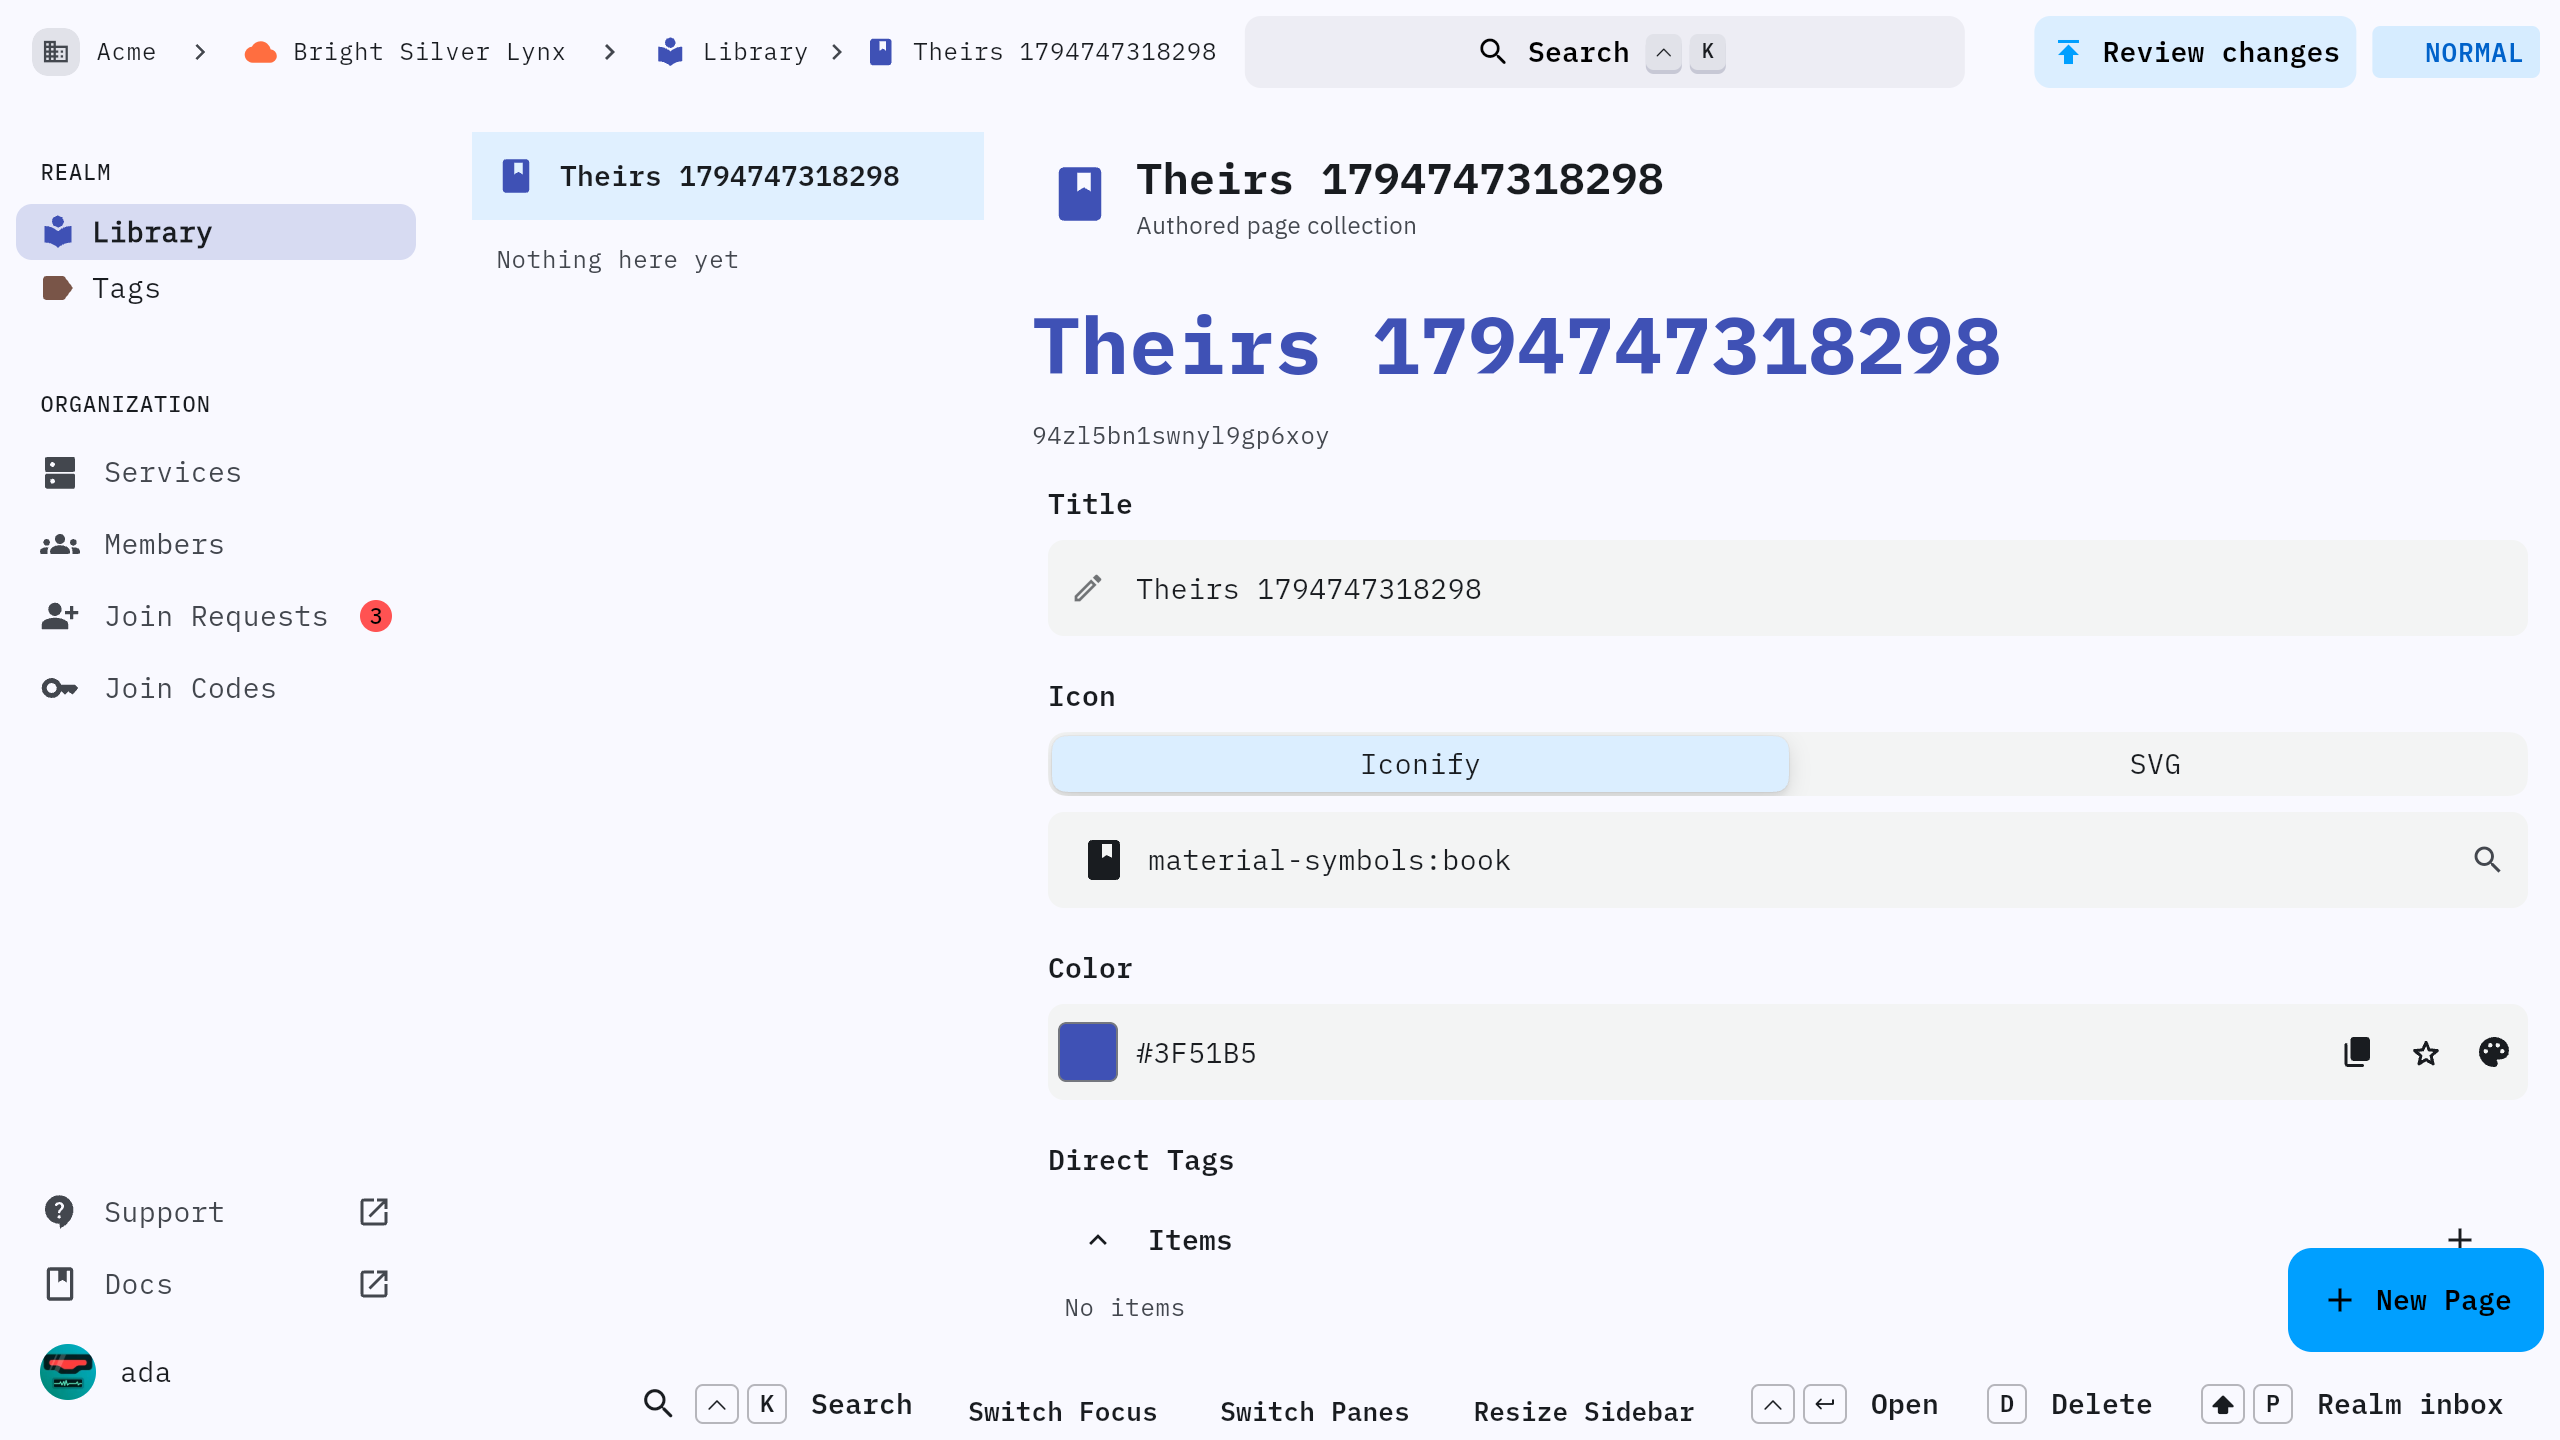 Acme
Bright Silver Lynx
Library
Theirs 1794747318298
Search
K
Review changes
NORMAL
REALM
Library
Tags
ORGANIZATION
Services
Members
Join Requests 3
Join Codes
Support
Docs
ada
Theirs 1794747318298
Nothing here yet
Theirs 1794747318298
Authored page collection
Theirs 1794747318298
94zl5bn1swnyl9gp6xoy
Title
Theirs 1794747318298
Icon
Iconify
SVG
material-symbols:book
Color
#3F51B5
Direct Tags
Items
No items
New Page
K Search
Switch Focus
Switch Panes
Resize Sidebar
Open
D Delete
P Realm inbox